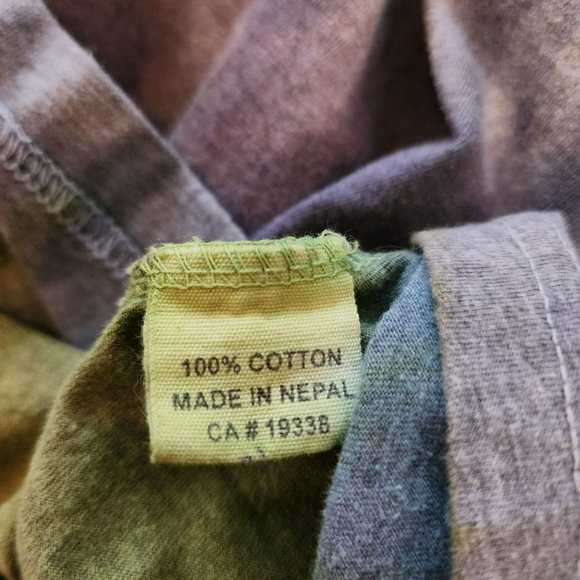 100% COTTON
MADE IN NEPAL
CA # 19338